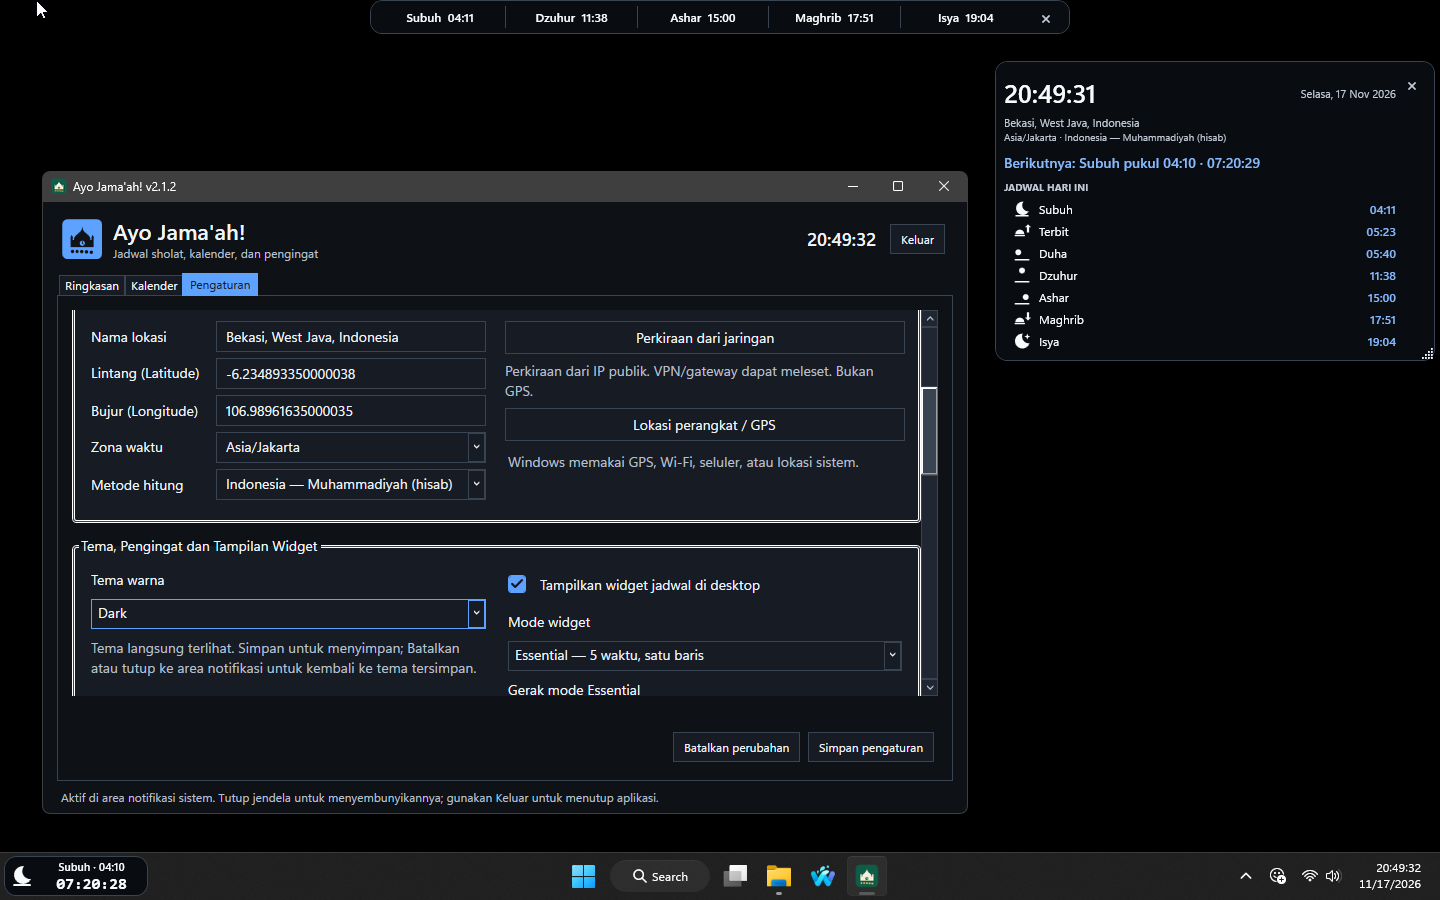 Subuh 04:11 Dzuhur 11:38 Ashar 15:00 Maghrib 17:51 Isya 19:04
20:49:31 Selasa, 17 Nov 2026
Bekasi, West Java, Indonesia
Asia/Jakarta · Indonesia — Muhammadiyah (hisab)
Berikutnya: Subuh pukul 04:10 · 07:20:29
JADWAL HARI INI
Subuh 04:11
Terbit 05:23
Duha 05:40
Dzuhur 11:38
Ashar 15:00
Maghrib 17:51
Isya 19:04
Ayo Jama'ah! v2.1.2
Ayo Jama'ah!
Jadwal sholat, kalender, dan pengingat
20:49:32 Keluar
Ringkasan Kalender Pengaturan
Nama lokasi Bekasi, West Java, Indonesia
Lintang (Latitude) -6.234893350000038
Bujur (Longitude) 106.98961635000035
Zona waktu Asia/Jakarta
Metode hitung Indonesia — Muhammadiyah (hisab)
Perkiraan dari jaringan
Perkiraan dari IP publik. VPN/gateway dapat meleset. Bukan
GPS.
Lokasi perangkat / GPS
Windows memakai GPS, Wi-Fi, seluler, atau lokasi sistem.
Tema, Pengingat dan Tampilan Widget
Tema warna
Dark
Tema langsung terlihat. Simpan untuk menyimpan; Batalkan
atau tutup ke area notifikasi untuk kembali ke tema tersimpan.
Tampilkan widget jadwal di desktop
Mode widget
Essential — 5 waktu, satu baris
Gerak mode Essential
Batalkan perubahan Simpan pengaturan
Aktif di area notifikasi sistem. Tutup jendela untuk menyembunyikannya; gunakan Keluar untuk menutup aplikasi.
Subuh · 04:10
07:20:28
Search
20:49:32
11/17/2026